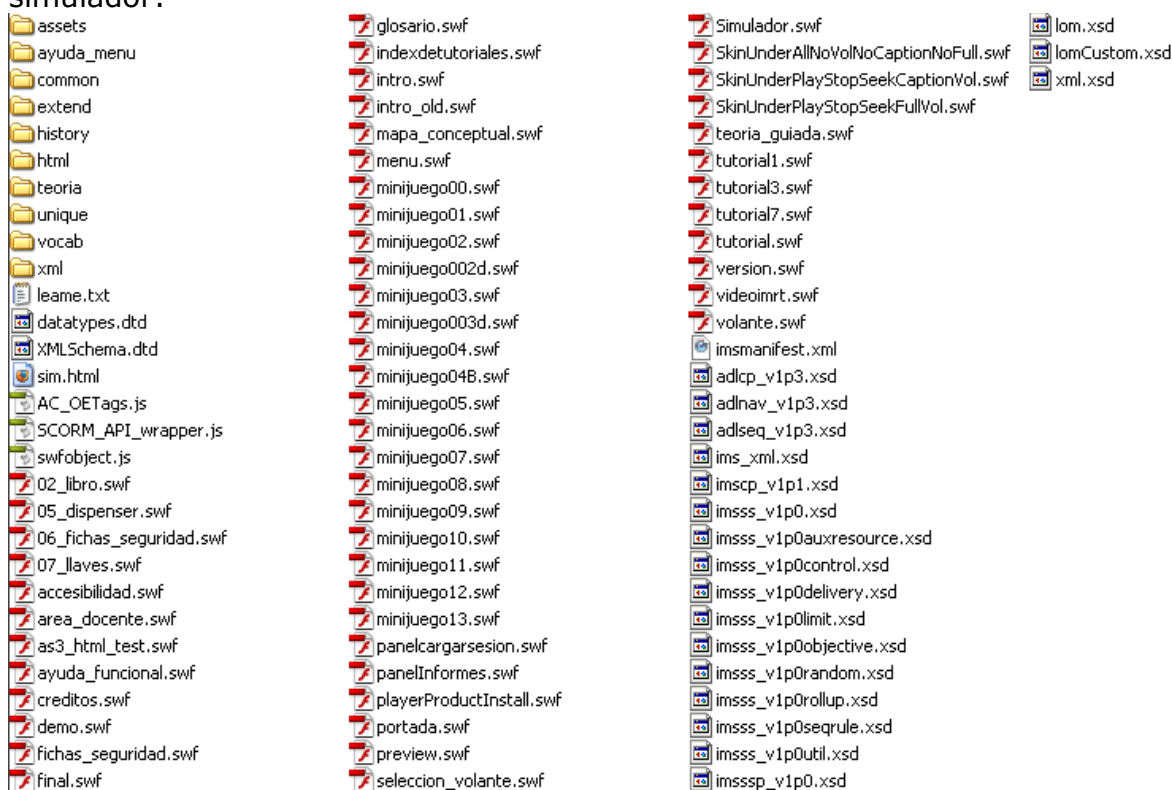 simulador:
assets
ayuda_menu
common
extend
history
html
teoria
unique
vocab
xml
leame.txt
datatypes.dtd
XMLSchema.dtd
sim.html
AC_OETags.js
SCORM_API_wrapper.js
swfobject.js
02_libro.swf
05_dispenser.swf
06_fichas_seguridad.swf
07_llaves.swf
accesibilidad.swf
area_docente.swf
as3_html_test.swf
ayuda_funcional.swf
creditos.swf
demo.swf
fichas_seguridad.swf
final.swf
glosario.swf
indexdetutoriales.swf
intro.swf
intro_old.swf
mapa_conceptual.swf
menu.swf
minijuego00.swf
minijuego01.swf
minijuego02.swf
minijuego002d.swf
minijuego03.swf
minijuego003d.swf
minijuego04.swf
minijuego04B.swf
minijuego05.swf
minijuego06.swf
minijuego07.swf
minijuego08.swf
minijuego09.swf
minijuego10.swf
minijuego11.swf
minijuego12.swf
minijuego13.swf
panelcargarsesion.swf
panelInformes.swf
playerProductInstall.swf
portada.swf
preview.swf
seleccion_volante.swf
Simulador.swf
SkinUnderAllNoVolNoCaptionNoFull.swf
SkinUnderPlayStopSeekCaptionVol.swf
SkinUnderPlayStopSeekFullVol.swf
teoria_guiada.swf
tutorial1.swf
tutorial3.swf
tutorial7.swf
tutorial.swf
version.swf
videoimrt.swf
volante.swf
imsmanifest.xml
adlcp_v1p3.xsd
adlnav_v1p3.xsd
adlseq_v1p3.xsd
ims_xml.xsd
imscp_v1p1.xsd
imsss_v1p0.xsd
imsss_v1p0auxresource.xsd
imsss_v1p0control.xsd
imsss_v1p0delivery.xsd
imsss_v1p0limit.xsd
imsss_v1p0objective.xsd
imsss_v1p0random.xsd
imsss_v1p0rollup.xsd
imsss_v1p0seqrule.xsd
imsss_v1p0util.xsd
imsssp_v1p0.xsd
lom.xsd
lomCustom.xsd
xml.xsd